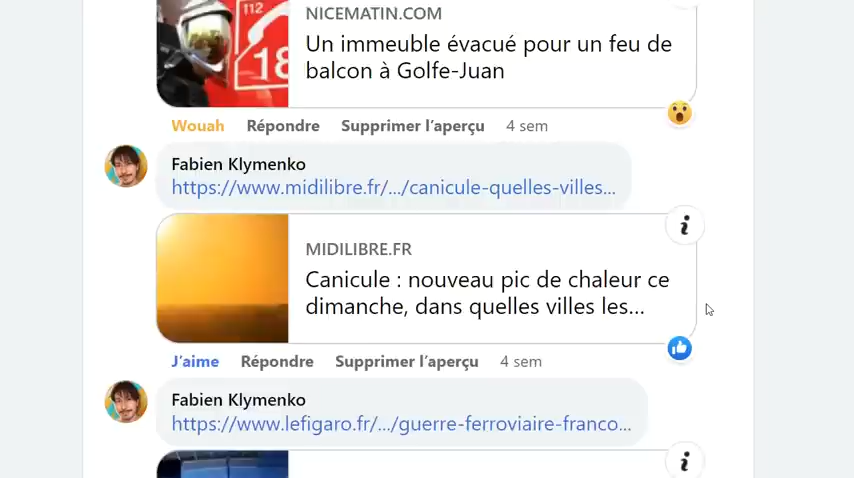 112
18
NICEMATIN.COM
Un immeuble évacué pour un feu de
balcon à Golfe-Juan
Wouah Répondre Supprimer l'aperçu 4 sem
Fabien Klymenko
https://www.midilibre.fr/.../canicule-quelles-villes...
i
MIDILIBRE.FR
Canicule : nouveau pic de chaleur ce
dimanche, dans quelles villes les...
J'aime Répondre Supprimer l'aperçu 4 sem
Fabien Klymenko
https://www.lefigaro.fr/.../guerre-ferroviaire-franco...
i